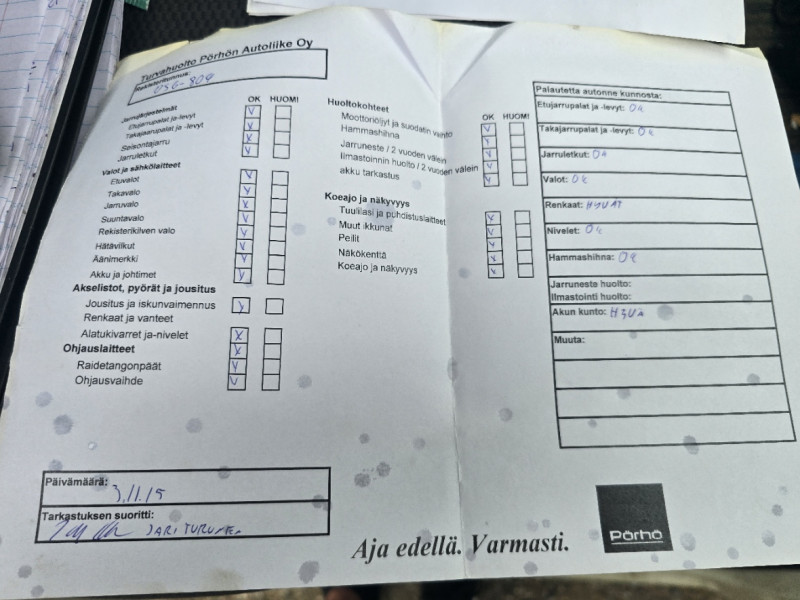 Turvahuolto Pörhön Autoliike Oy
Rekisteritunnus:
OK HUOM!
Jarrujärjestelmät
Etujarrupalat ja-levyt V
Takajarrupalat ja -levyt V
Seisontajarru X
Jarruletkut V
Valot ja sähkölaitteet
Etuvalot V
Takavalo V
Jarruvalo X
Suuntavalo V
Rekisterikilven valo V
Hätävilkut V
Äänimerkki V
Akku ja johtimet V
Akselistot, pyörät ja jousitus
Jousitus ja iskunvaimennus V
Renkaat ja vanteet
Alatukivarret ja-nivelet X
Ohjauslaitteet X
Raidetangonpäät V
Ohjausvaihde V
Päivämäärä: 3.11.15
Tarkastuksen suoritti: JARI TURUNEN
OK HUOM!
Huoltokohteet
Moottoriöljyt ja suodatin vaihto V
Hammashihna V
Jarruneste / 2 vuoden välein V
Ilmastoinnin huolto / 2 vuoden välein V
akku tarkastus V
Koeajo ja näkyvyys
Tuulilasi ja puhdistuslaitteet X
Muut ikkunat V
Peilit V
Näkökenttä X
Koeajo ja näkyvyys X
Palautetta autonne kunnosta:
Etujarrupalat ja -levyt: OK
Takajarrupalat ja -levyt: OK
Jarruletkut: OK
Valot: OK
Renkaat: HYVÄT
Nivelet: OK
Hammashihna: OK
Jarruneste huolto:
Ilmastointi huolto:
Akun kunto: HYVÄ
Muuta:
Aja edellä. Varmasti.
Pörhö